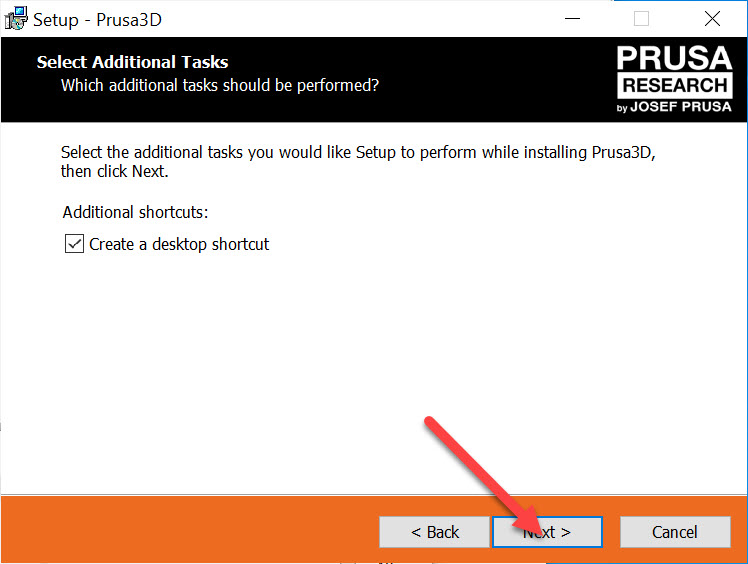 Setup - Prusa3D
Select Additional Tasks
Which additional tasks should be performed?
PRUSA
RESEARCH
by JOSEF PRUSA
Select the additional tasks you would like Setup to perform while installing Prusa3D,
then click Next.
Additional shortcuts:
Create a desktop shortcut
< Back
Next >
Cancel